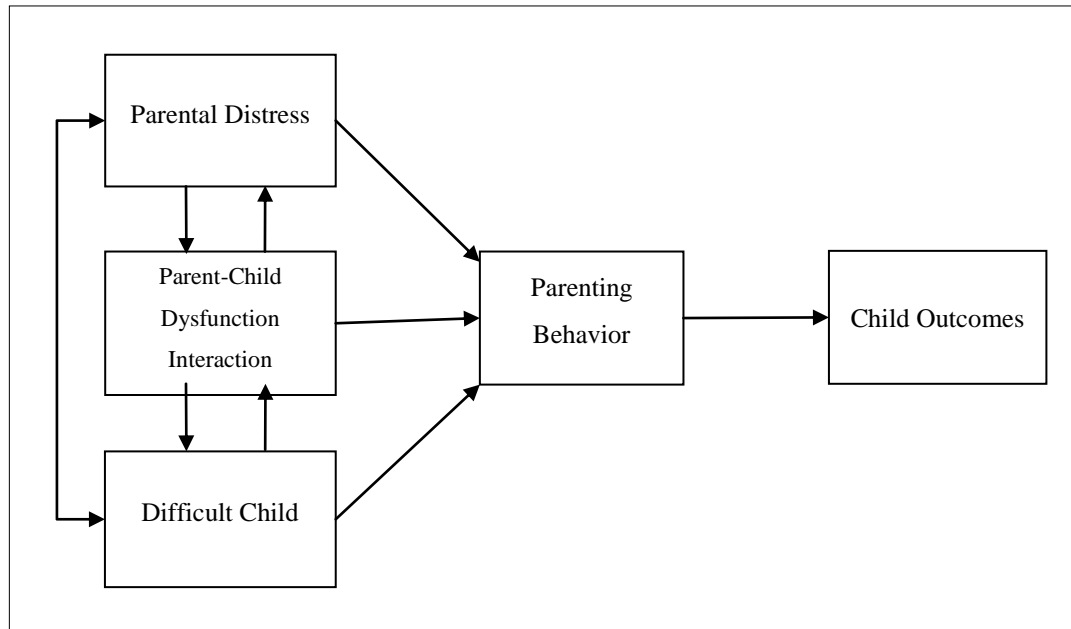 Parental Distress
Parent-Child
Dysfunction
Interaction
Difficult Child
Parenting
Behavior
Child Outcomes